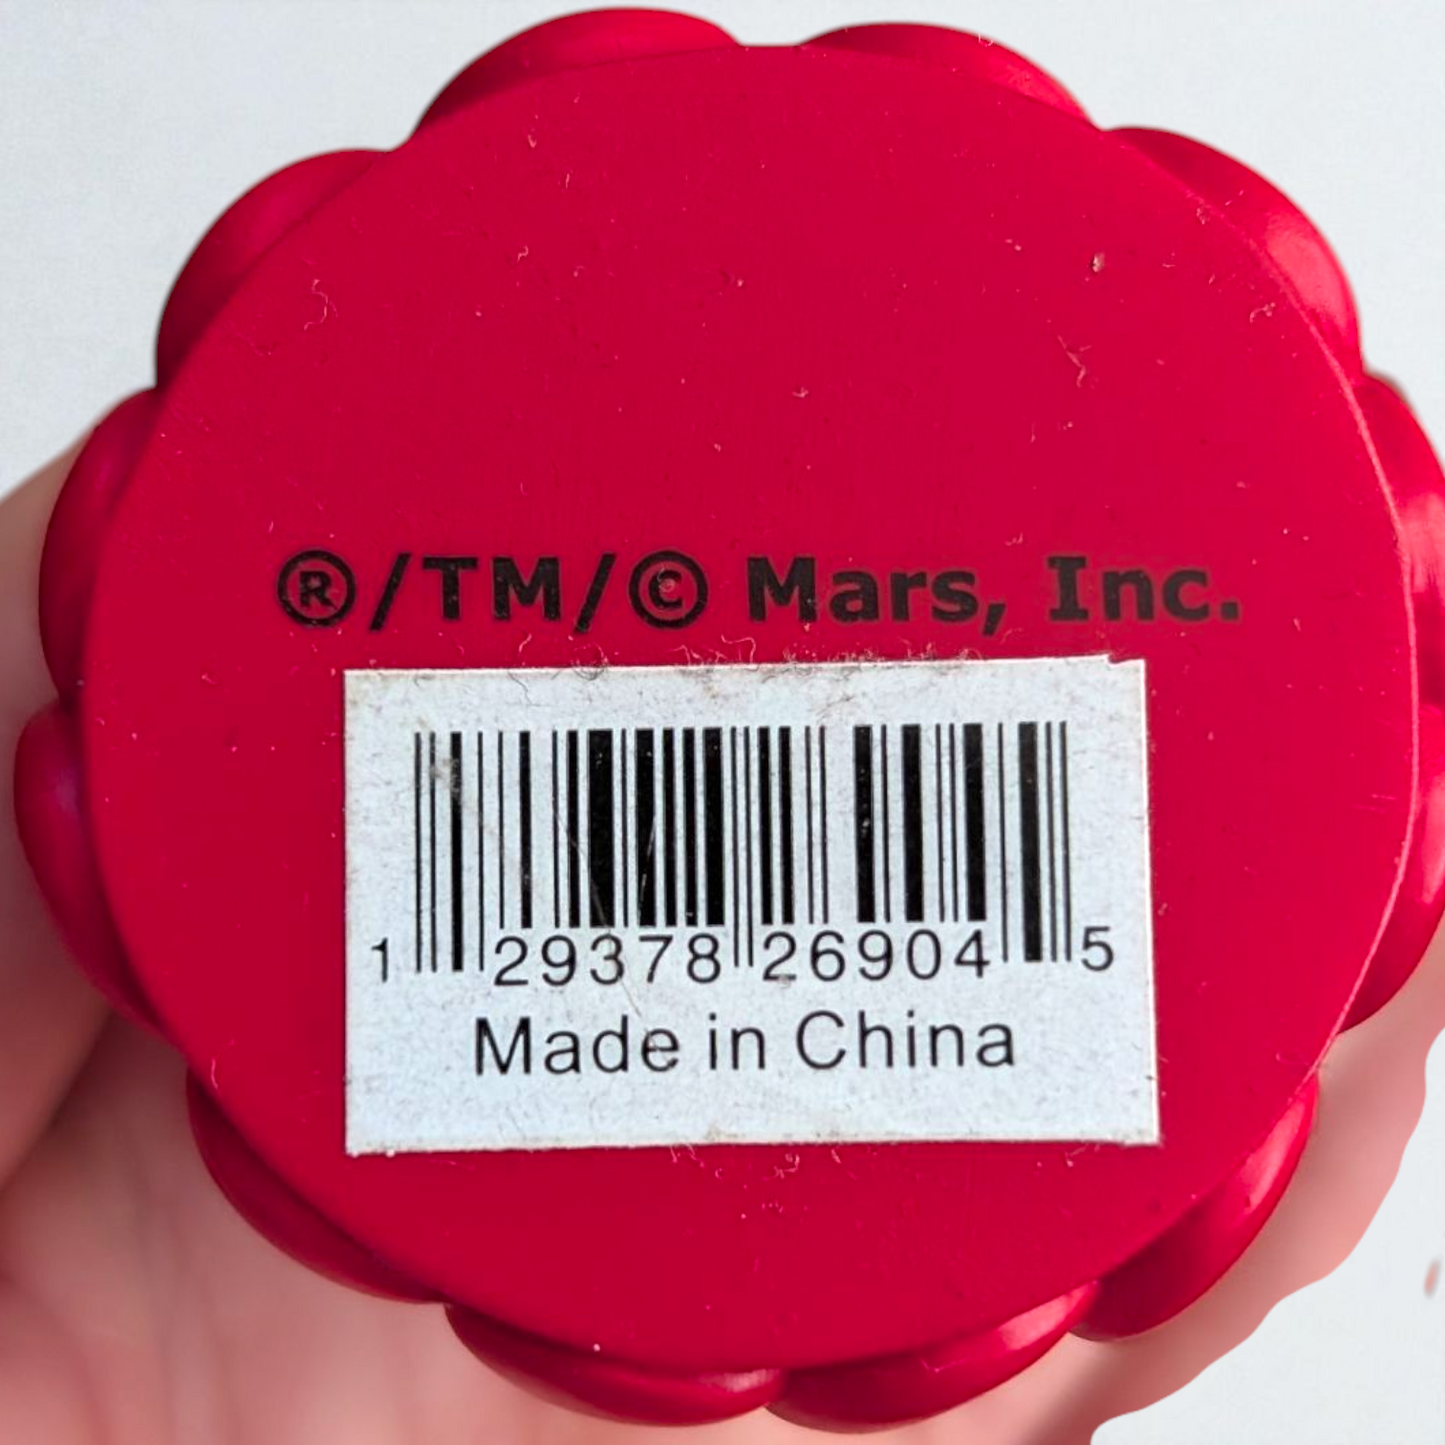 ®/TM/© Mars, Inc.
1 29378 26904 5
Made in China